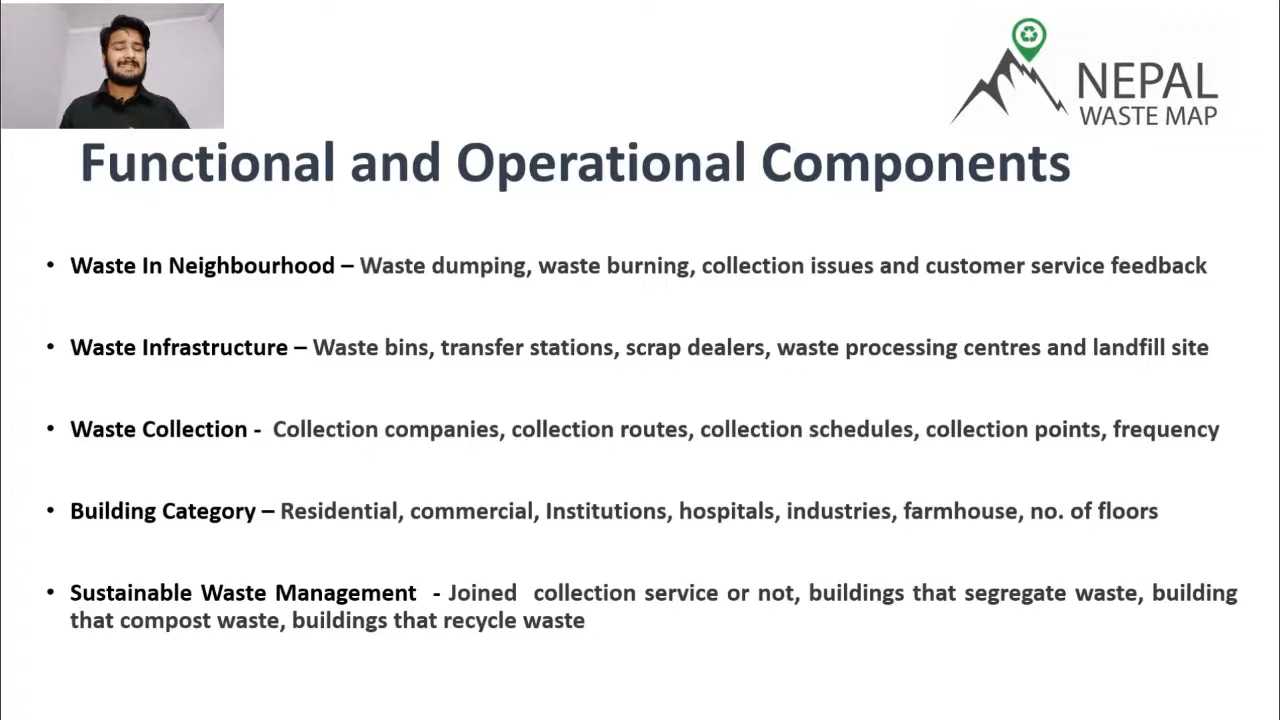 NEPAL
WASTE MAP
Functional and Operational Components
• Waste In Neighbourhood – Waste dumping, waste burning, collection issues and customer service feedback
• Waste Infrastructure – Waste bins, transfer stations, scrap dealers, waste processing centres and landfill site
• Waste Collection -  Collection companies, collection routes, collection schedules, collection points, frequency
• Building Category – Residential, commercial, Institutions, hospitals, industries, farmhouse, no. of floors
• Sustainable Waste Management  - Joined  collection service or not, buildings that segregate waste, building
that compost waste, buildings that recycle waste